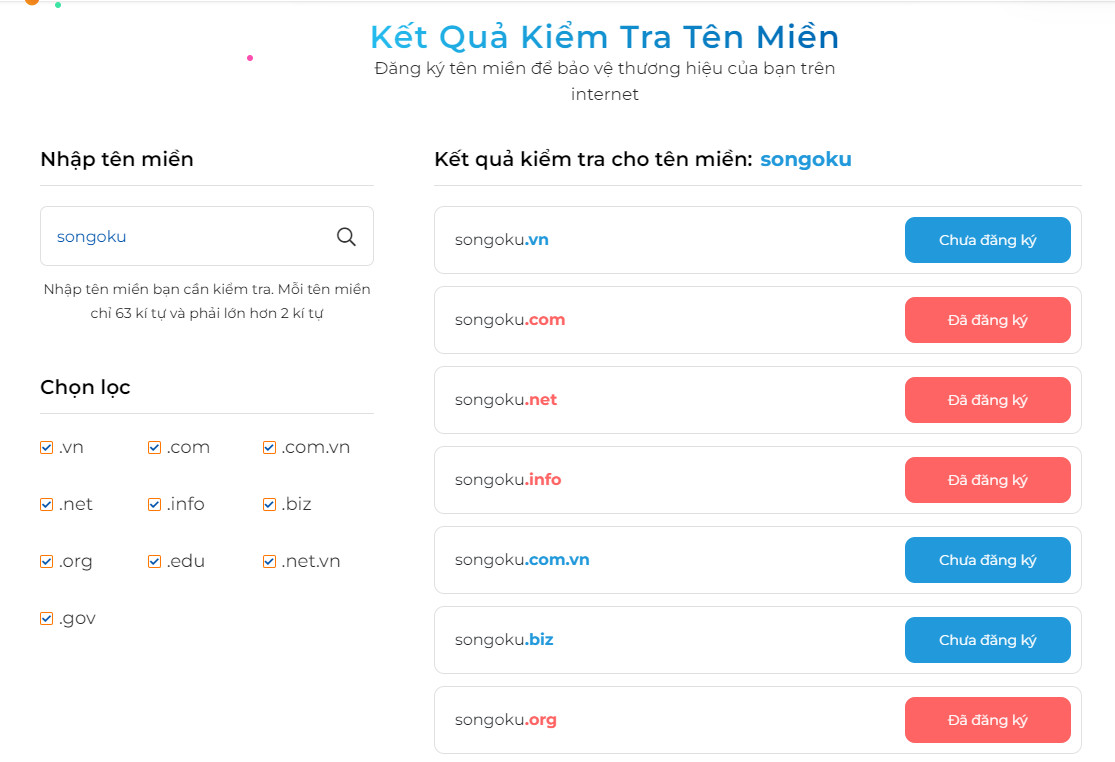 Kết Quả Kiểm Tra Tên Miền
Đăng ký tên miền để bảo vệ thương hiệu của bạn trên
internet
Nhập tên miền
songoku
Nhập tên miền bạn cần kiểm tra. Mỗi tên miền
chỉ 63 kí tự và phải lớn hơn 2 kí tự
Chọn lọc
.vn .com .com.vn
.net .info .biz
.org .edu .net.vn
.gov
Kết quả kiểm tra cho tên miền: songoku
songoku.vn Chưa đăng ký
songoku.com Đã đăng ký
songoku.net Đã đăng ký
songoku.info Đã đăng ký
songoku.com.vn Chưa đăng ký
songoku.biz Chưa đăng ký
songoku.org Đã đăng ký